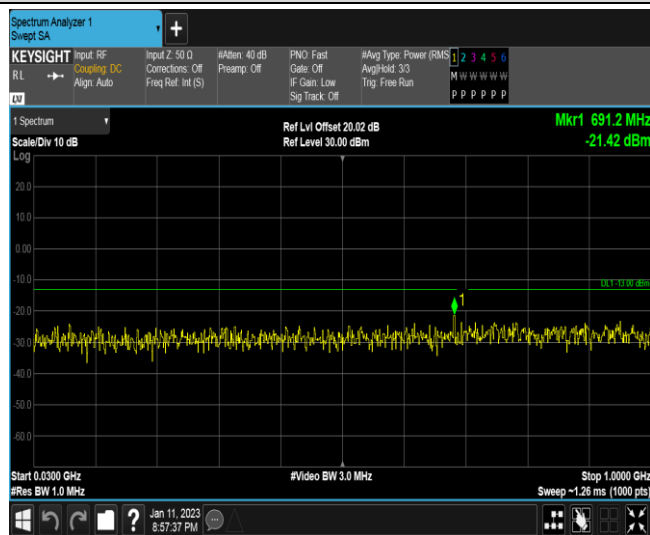 Spectrum Analyzer 1
Swept SA
+
KEYSIGHT
RL
LXI
Input: RF
Coupling: DC
Align: Auto
Input Z: 50 Ω
Corrections: Off
Freq Ref: Int (S)
#Atten: 40 dB
Preamp: Off
PNO: Fast
Gate: Off
IF Gain: Low
Sig Track: Off
#Avg Type: Power (RMS
Avg|Hold: 3/3
Trig: Free Run
1 2 3 4 5 6
M W W W W W
P P P P P P
1 Spectrum
Scale/Div 10 dB
Log
Ref Lvl Offset 20.02 dB
Ref Level 30.00 dBm
Mkr1 691.2 MHz
-21.42 dBm
20.0
10.0
0.00
-10.0
-20.0
-30.0
-40.0
-50.0
-60.0
DL1 -13.00 dBm
1
Start 0.0300 GHz
#Res BW 1.0 MHz
#Video BW 3.0 MHz
Stop 1.0000 GHz
Sweep ~1.26 ms (1000 pts)
?
Jan 11, 2023
8:57:37 PM